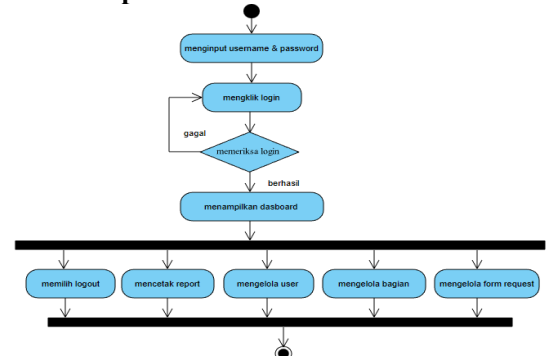 menginput username & password
mengklik login
gagal
memeriksa login
berhasil
menampilkan dasboard
memilih logout
mencetak report
mengelola user
mengelola bagian
mengelola form request